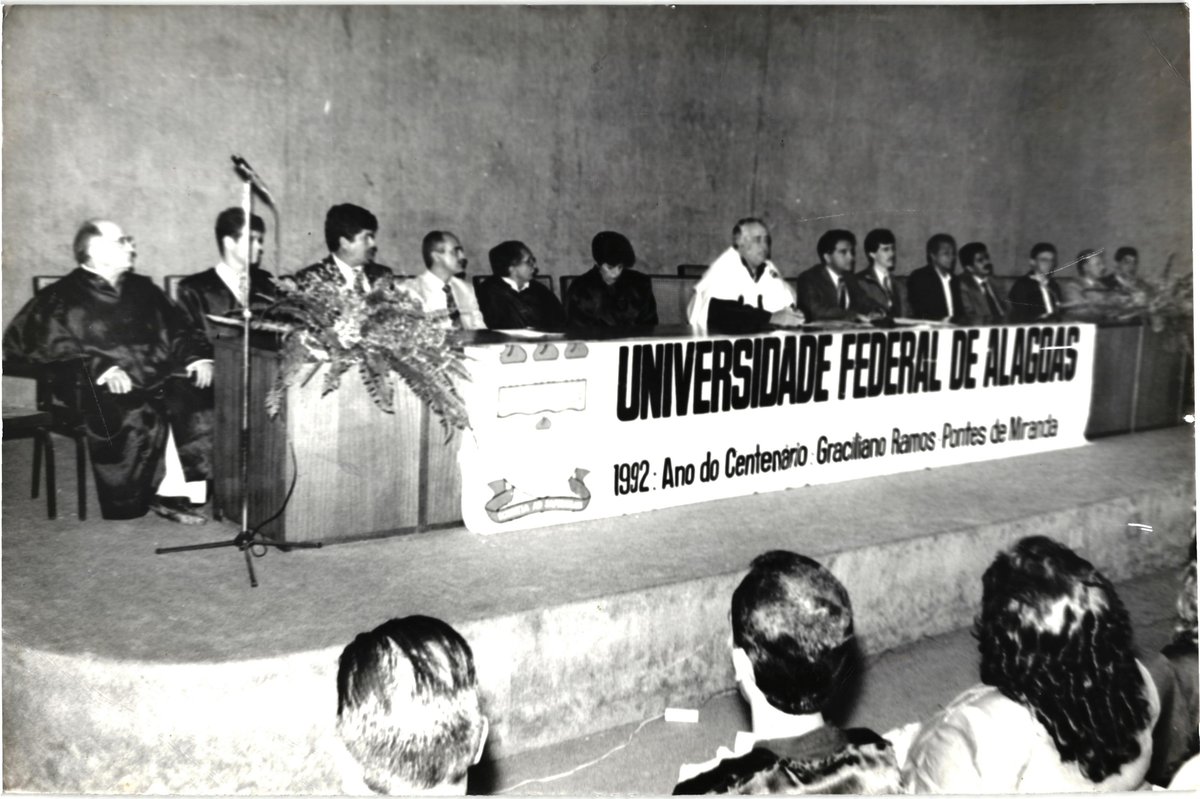 UNIVERSIDADE FEDERAL DE ALAGOAS
1992: Ano do Centenário: Graciliano Ramos - Pontes de Miranda